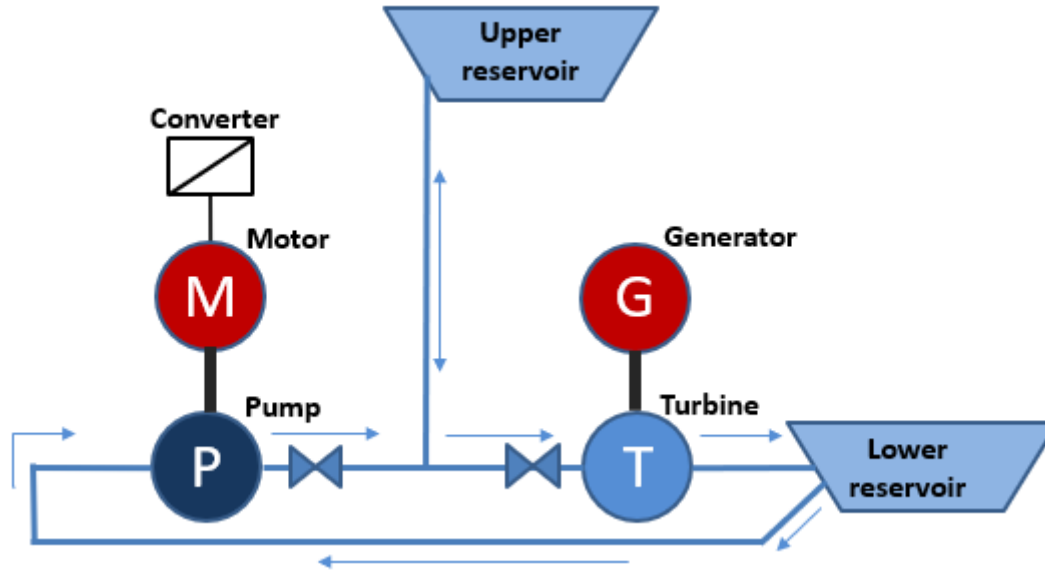 Upper
reservoir
Converter
Motor
Generator
M
G
Pump
Turbine
P
T
Lower
reservoir